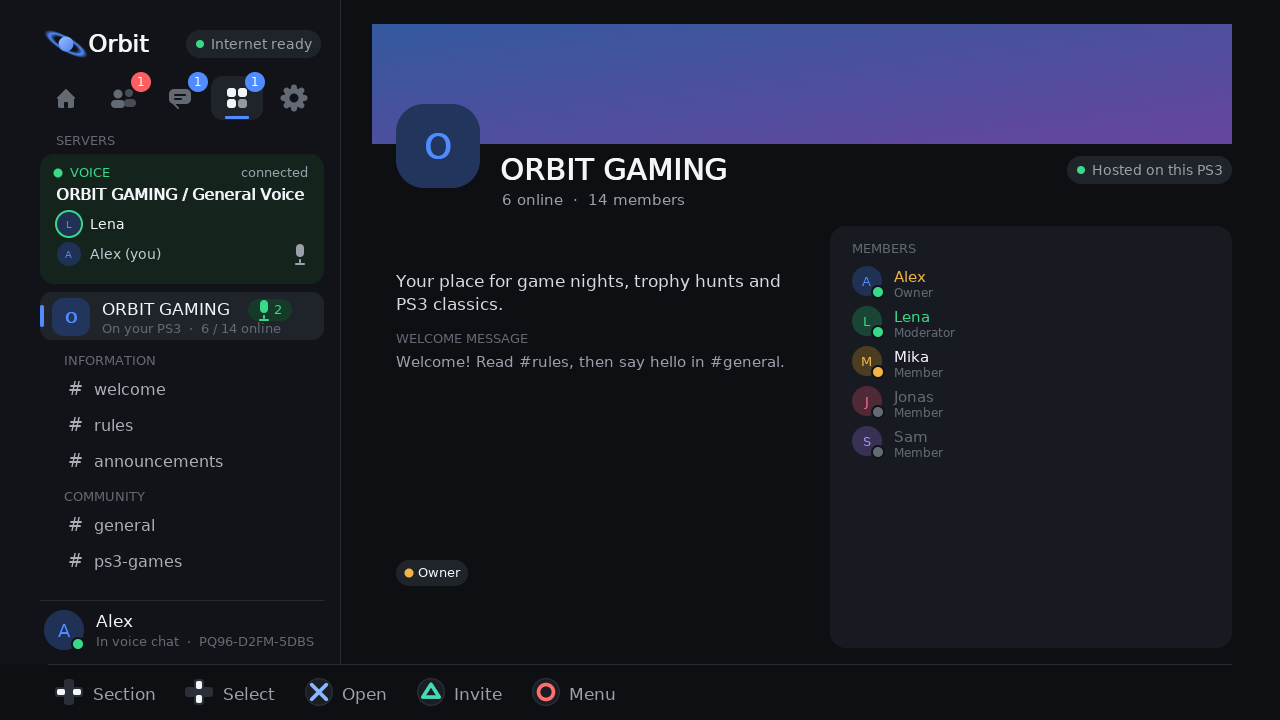 Orbit
Internet ready
1
1
1
SERVERS
VOICE
connected
ORBIT GAMING / General Voice
L
Lena
A
Alex (you)
O
ORBIT GAMING
2
On your PS3 · 6 / 14 online
INFORMATION
# welcome
# rules
# announcements
COMMUNITY
# general
# ps3-games
A
Alex
In voice chat · PQ96-D2FM-5DBS
O
ORBIT GAMING
6 online · 14 members
Hosted on this PS3
Your place for game nights, trophy hunts and
PS3 classics.
WELCOME MESSAGE
Welcome! Read #rules, then say hello in #general.
Owner
MEMBERS
A
Alex
Owner
L
Lena
Moderator
M
Mika
Member
J
Jonas
Member
S
Sam
Member
Section
Select
Open
Invite
Menu